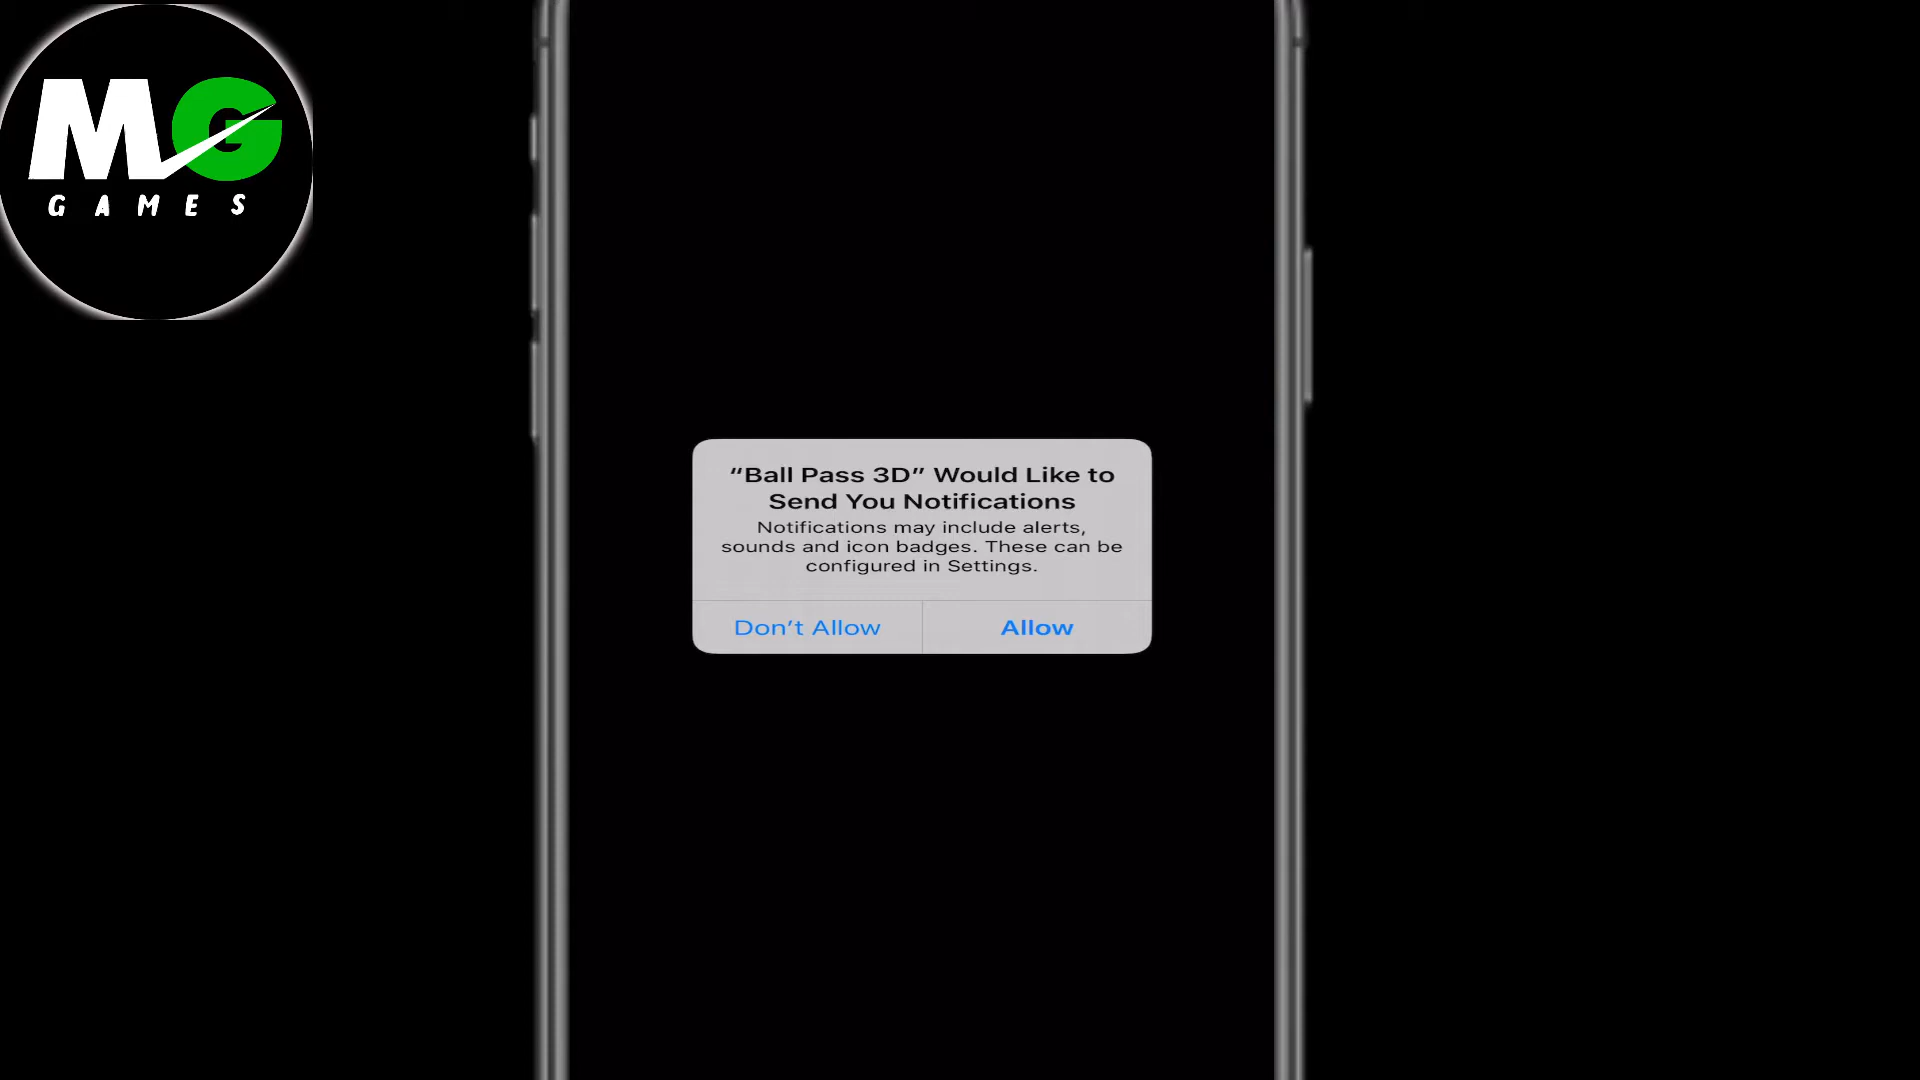 MG
GAMES
“Ball Pass 3D” Would Like to
Send You Notifications
Notifications may include alerts,
sounds and icon badges. These can be
configured in Settings.
Don’t Allow
Allow